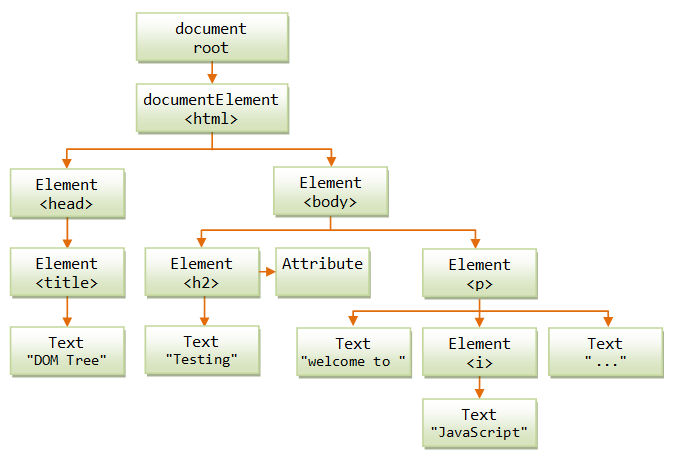 document
root
documentElement
<html>
Element
<head>
Element
<body>
Element
<title>
Element
<h2>
Attribute
Element
<p>
Text
"DOM Tree"
Text
"Testing"
Text
"welcome to "
Element
<i>
Text
"..."
Text
"JavaScript"